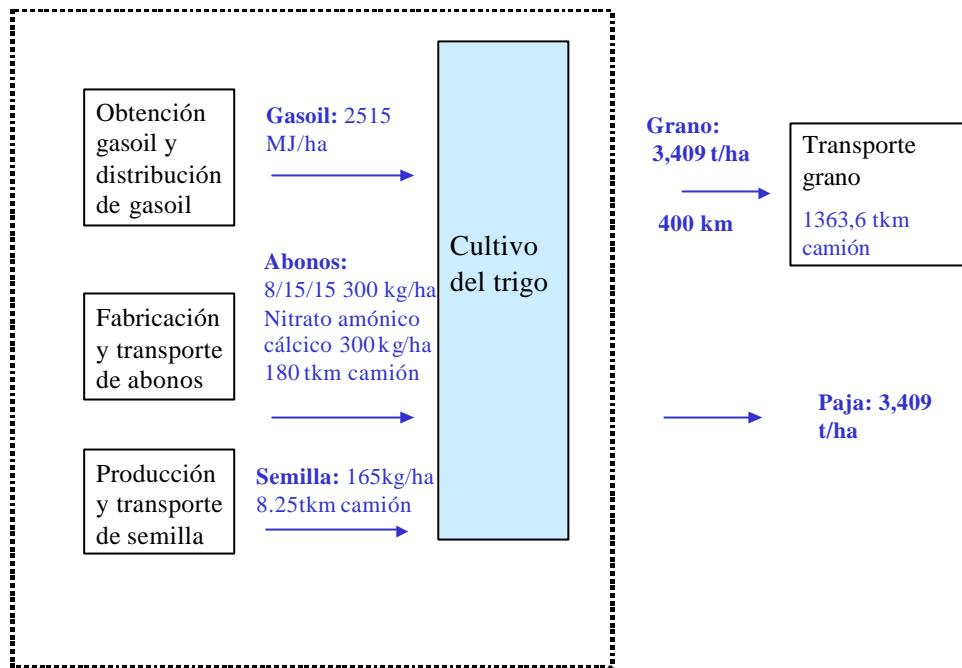 Obtención
gasoil y
distribución
de gasoil
Gasoil: 2515
MJ/ha
Fabricación
y transporte
de abonos
Abonos:
8/15/15 300 kg/ha
Nitrato amónico
cálcico 300 kg/ha
180 tkm camión
Producción
y transporte
de semilla
Semilla: 165kg/ha
8.25tkm camión
Cultivo
del trigo
Grano:
3,409 t/ha
400 km
Transporte
grano
1363,6 tkm
camión
Paja: 3,409
t/ha